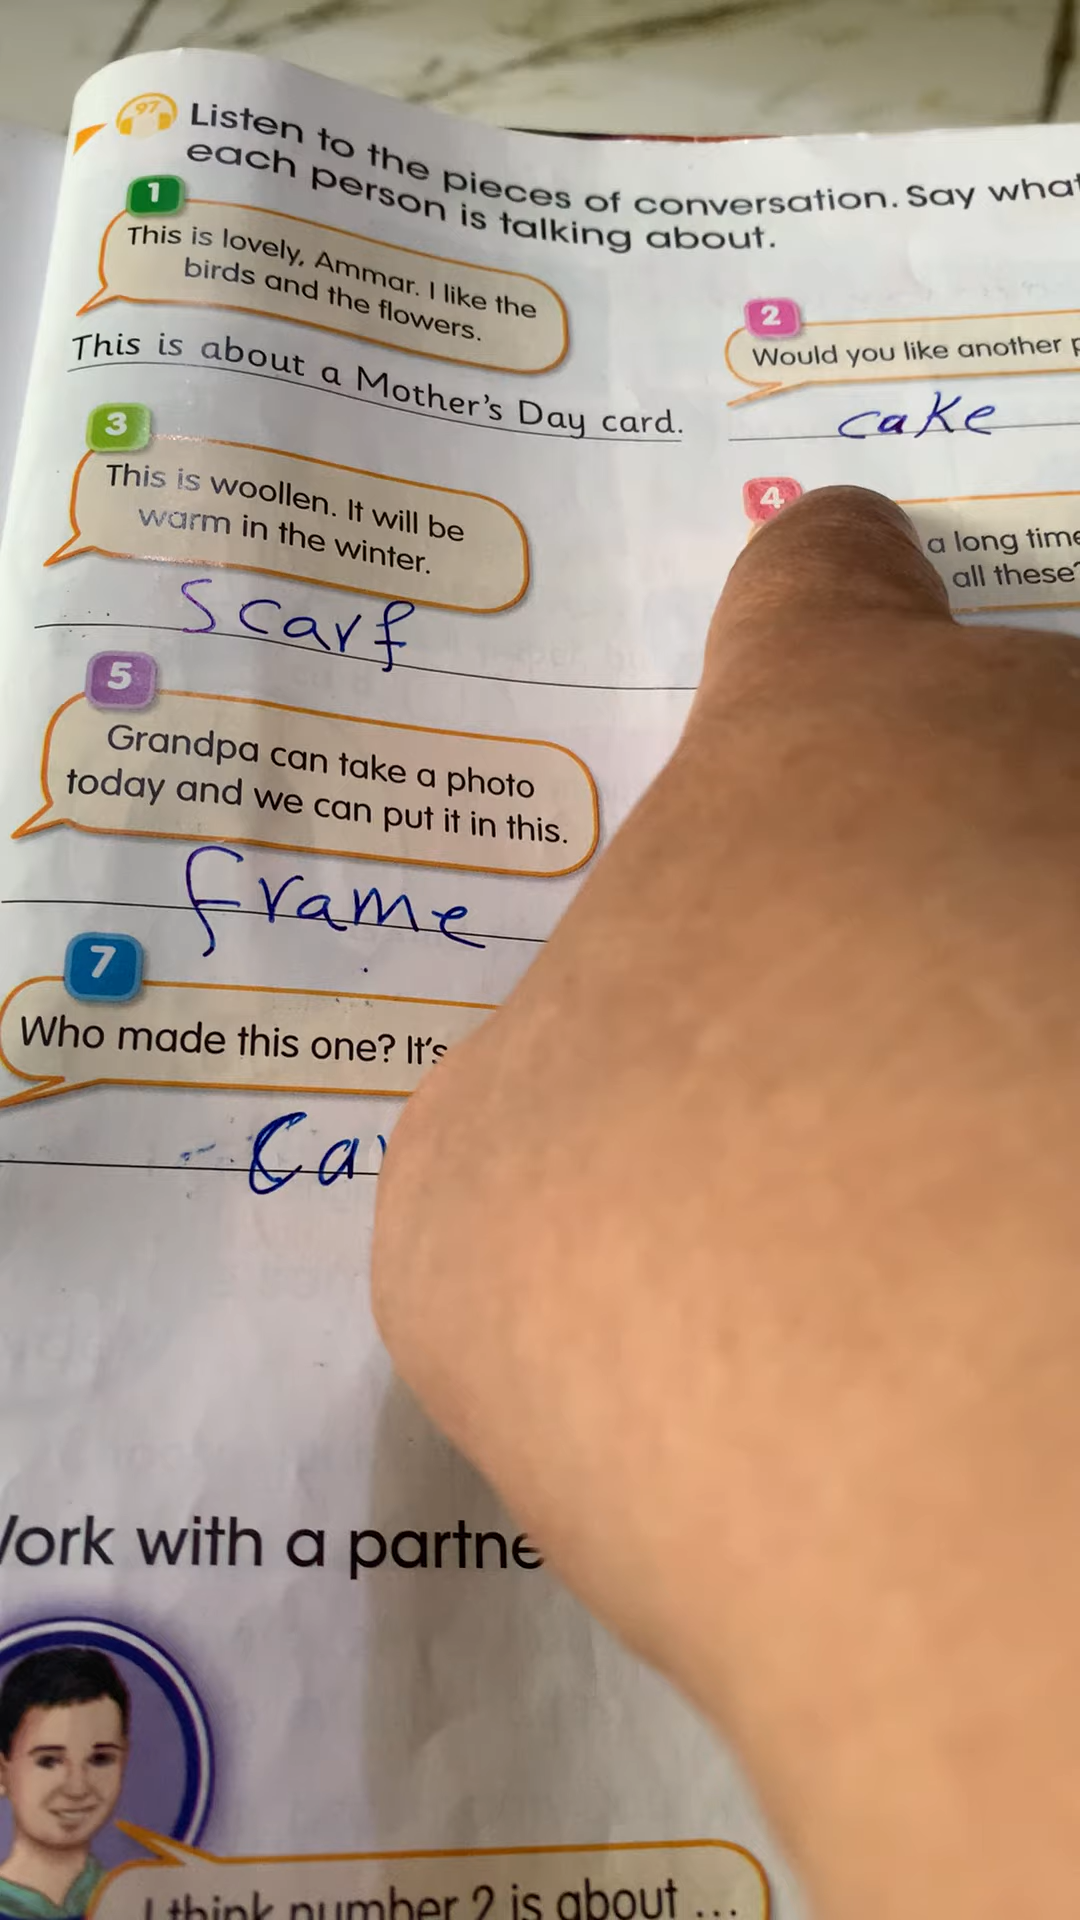 97
Listen to the pieces of conversation. Say what
each person is talking about.
1
This is lovely, Ammar. I like the
birds and the flowers.
This is about a Mother's Day card.
2
Would you like another
cake
3
This is woollen. It will be
warm in the winter.
scarf
4
a long time
all these?
5
Grandpa can take a photo
today and we can put it in this.
frame
7
Who made this one? It's
Ca
ork with a partne
I think number 2 is about ...